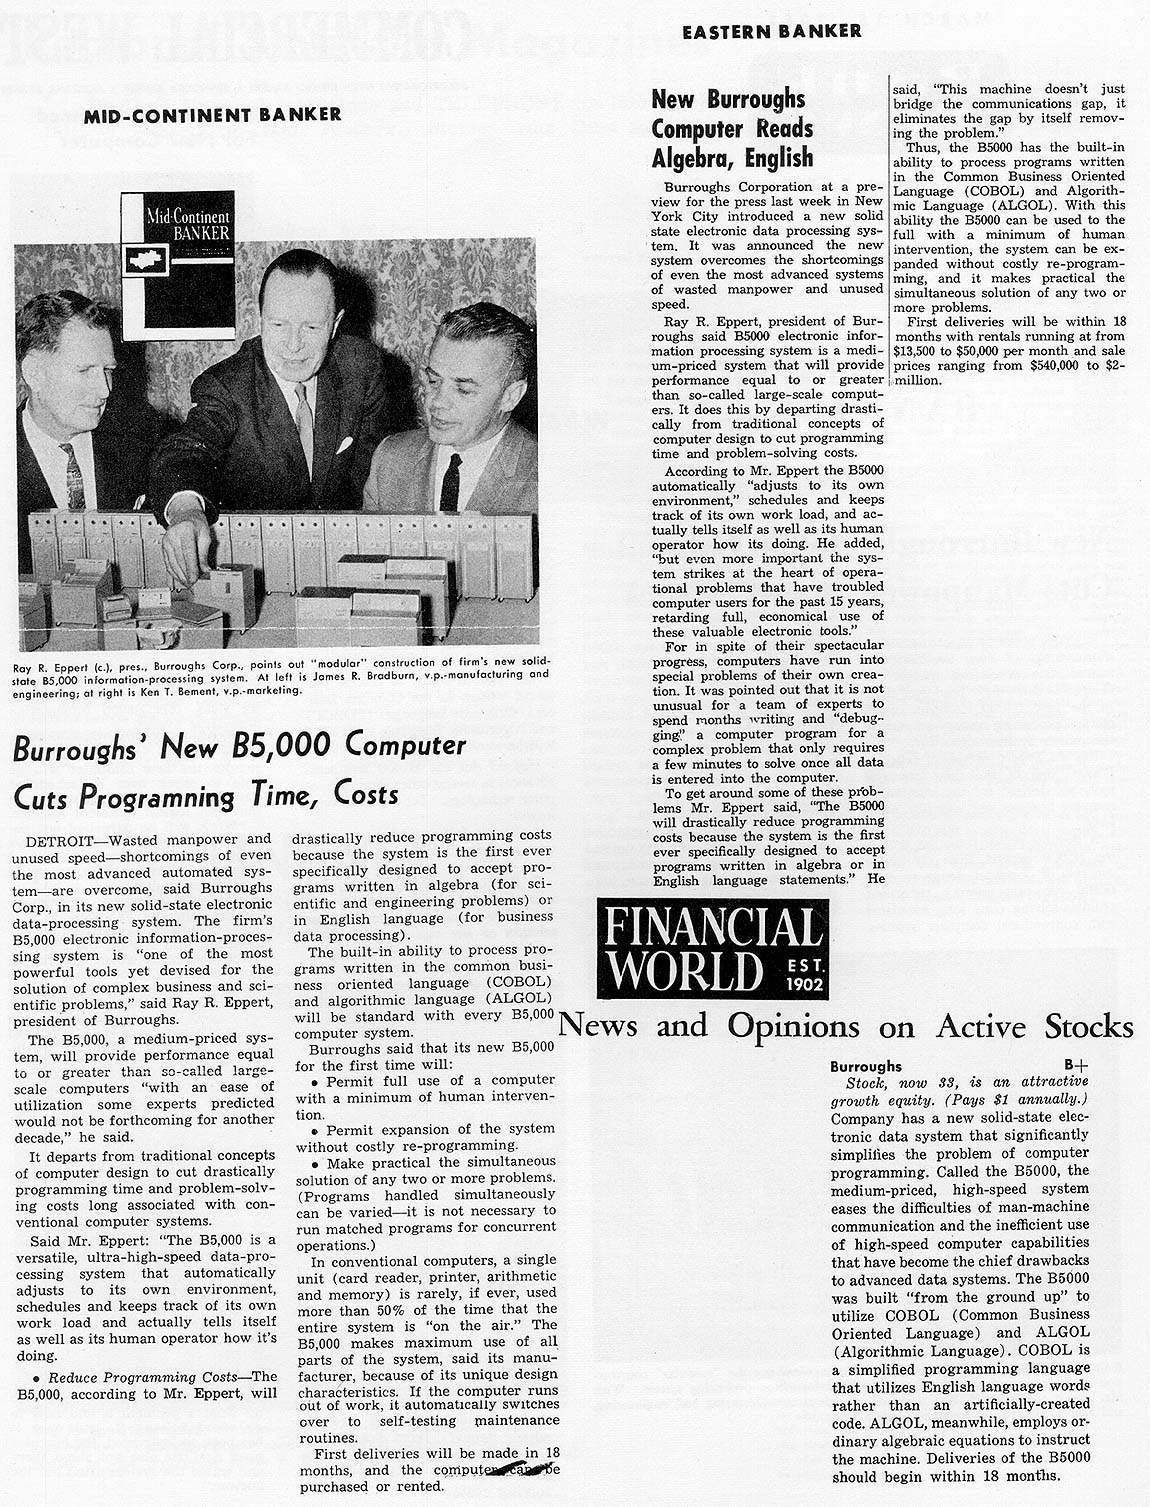 MID-CONTINENT BANKER
Mid-Continent
BANKER
Ray R. Eppert (c.), pres., Burroughs Corp., points out "modular" construction of firm's new solid-
state B5,000 information-processing system. At left is James R. Bradburn, v.p.-manufacturing and
engineering; at right is Ken T. Bement, v.p.-marketing.
Burroughs' New B5,000 Computer
Cuts Programning Time, Costs
DETROIT—Wasted manpower and
unused speed—shortcomings of even
the most advanced automated sys-
tem—are overcome, said Burroughs
Corp., in its new solid-state electronic
data-processing system. The firm's
B5,000 electronic information-proces-
sing system is "one of the most
powerful tools yet devised for the
solution of complex business and sci-
entific problems," said Ray R. Eppert,
president of Burroughs.
The B5,000, a medium-priced sys-
tem, will provide performance equal
to or greater than so-called large-
scale computers "with an ease of
utilization some experts predicted
would not be forthcoming for another
decade," he said.
It departs from traditional concepts
of computer design to cut drastically
programming time and problem-solv-
ing costs long associated with con-
ventional computer systems.
Said Mr. Eppert: "The B5,000 is a
versatile, ultra-high-speed data-pro-
cessing system that automatically
adjusts to its own environment,
schedules and keeps track of its own
work load and actually tells itself
as well as its human operator how it's
doing.
• Reduce Programming Costs—The
B5,000, according to Mr. Eppert, will
drastically reduce programming costs
because the system is the first ever
specifically designed to accept pro-
grams written in algebra (for sci-
entific and engineering problems) or
in English language (for business
data processing).
The built-in ability to process pro-
grams written in the common busi-
ness oriented language (COBOL)
and algorithmic language (ALGOL)
will be standard with every B5,000
computer system.
Burroughs said that its new B5,000
for the first time will:
• Permit full use of a computer
with a minimum of human interven-
tion.
• Permit expansion of the system
without costly re-programming.
• Make practical the simultaneous
solution of any two or more problems.
(Programs handled simultaneously
can be varied—it is not necessary to
run matched programs for concurrent
operations.)
In conventional computers, a single
unit (card reader, printer, arithmetic
and memory) is rarely, if ever, used
more than 50% of the time that the
entire system is "on the air." The
B5,000 makes maximum use of all
parts of the system, said its manu-
facturer, because of its unique design
characteristics. If the computer runs
out of work, it automatically switches
over to self-testing maintenance
routines.
First deliveries will be made in 18
months, and the computer can be
purchased or rented.
EASTERN BANKER
New Burroughs
Computer Reads
Algebra, English
Burroughs Corporation at a pre-
view for the press last week in New
York City introduced a new solid
state electronic data processing sys-
tem. It was announced the new
system overcomes the shortcomings
of even the most advanced systems
of wasted manpower and unused
speed.
Ray R. Eppert, president of Bur-
roughs said B5000 electronic infor-
mation processing system is a medi-
um-priced system that will provide
performance equal to or greater
than so-called large-scale comput-
ers. It does this by departing drasti-
cally from traditional concepts of
computer design to cut programming
time and problem-solving costs.
According to Mr. Eppert the B5000
automatically "adjusts to its own
environment," schedules and keeps
track of its own work load, and ac-
tually tells itself as well as its human
operator how its doing. He added,
"but even more important the sys-
tem strikes at the heart of opera-
tional problems that have troubled
computer users for the past 15 years,
retarding full, economical use of
these valuable electronic tools."
For in spite of their spectacular
progress, computers have run into
special problems of their own crea-
tion. It was pointed out that it is not
unusual for a team of experts to
spend months writing and "debug-
ging" a computer program for a
complex problem that only requires
a few minutes to solve once all data
is entered into the computer.
To get around some of these prob-
lems Mr. Eppert said, "The B5000
will drastically reduce programming
costs because the system is the first
ever specifically designed to accept
programs written in algebra or in
English language statements." He
said, "This machine doesn't just
bridge the communications gap, it
eliminates the gap by itself remov-
ing the problem."
Thus, the B5000 has the built-in
ability to process programs written
in the Common Business Oriented
Language (COBOL) and Algorith-
mic Language (ALGOL). With this
ability the B5000 can be used to the
full with a minimum of human
intervention, the system can be ex-
panded without costly re-program-
ming, and it makes practical the
simultaneous solution of any two or
more problems.
First deliveries will be within 18
months with rentals running at from
$13,500 to $50,000 per month and sale
prices ranging from $540,000 to $2-
million.
FINANCIAL
WORLD EST.
1902
News and Opinions on Active Stocks
Burroughs B+
Stock, now 33, is an attractive
growth equity. (Pays $1 annually.)
Company has a new solid-state elec-
tronic data system that significantly
simplifies the problem of computer
programming. Called the B5000, the
medium-priced, high-speed system
eases the difficulties of man-machine
communication and the inefficient use
of high-speed computer capabilities
that have become the chief drawbacks
to advanced data systems. The B5000
was built "from the ground up" to
utilize COBOL (Common Business
Oriented Language) and ALGOL
(Algorithmic Language). COBOL is
a simplified programming language
that utilizes English language words
rather than an artificially-created
code. ALGOL, meanwhile, employs or-
dinary algebraic equations to instruct
the machine. Deliveries of the B5000
should begin within 18 months.